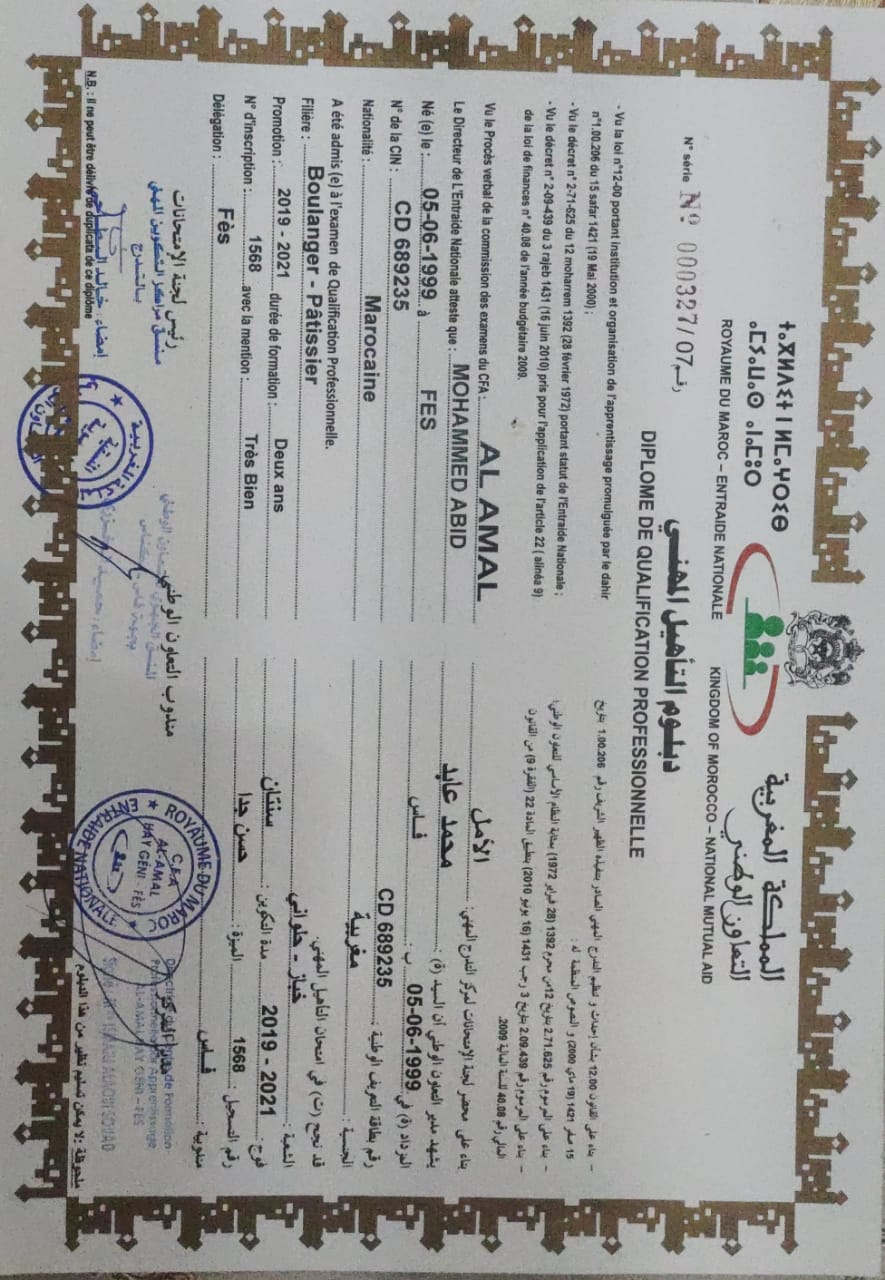 ⵜⴰⴳⵍⴷⵉⵜ ⵏ ⵍⵎⴰⵖⵔⵉⴱ
ⴰⵎⵉⵡⴰⵙ ⴰⵏⴰⵎⵓⵔ
المملكة المغربية
التعاون الوطني
ROYAUME DU MAROC – ENTRAIDE NATIONALE
KINGDOM OF MOROCCO – NATIONAL MUTUAL AID
N° série Nº 000327/07 رقم
دبلوم التأهيل المهني
DIPLOME DE QUALIFICATION PROFESSIONNELLE
- Vu la loi n°12-00 portant institution et organisation de l'apprentissage promulguée par le dahir
n°1.00.206 du 15 safar 1421 (19 Mai 2000) ;
- Vu le décret n° 2-71-625 du 12 moharrem 1392 (28 février 1972) portant statut de l'Entraide Nationale ;
- Vu le décret n° 2-09-439 du 3 rajeb 1431 (16 juin 2010) pris pour l'application de l'article 22 ( alinéa 9)
de la loi de finances n° 40.08 de l'année budgétaire 2009.
Vu le Procès verbal de la commission des examens du CFA : AL AMAL
Le Directeur de L'Entraide Nationale atteste que : MOHAMMED ABID
Né (e) le : 05-06-1999 à FES
N° de la CIN : CD 689235
Nationalité : Marocaine
A été admis (e) à l'examen de Qualification Professionnelle.
Filière : Boulanger - Pâtissier
Promotion : 2019 - 2021 durée de formation : Deux ans
N° d'inscription : 1568 avec la mention : Très Bien
Délégation : Fès
– بناء على القانون 12.00 بشأن إحداث و تنظيم التدرج المهني الصادر بتنفيذه الظهير الشريف رقم 1.00.206 بتاريخ
15 صفر 1421 (19 ماي 2000) و النصوص المنظمة له :
– بناء على المرسوم رقم 2.71.625 بتاريخ 12 من محرم 1392 (28 فبراير 1972) بمثابة النظام الأساسي للتعاون الوطني؛
– بناء على المرسوم رقم 2.09.439 بتاريخ 3 رجب 1431 (16 يونيو 2010) بتطبيق المادة 22 (الفقرة 9) من القانون
المالي رقم 40.08 للسنة المالية 2009.
بناء على محضر لجنة الإمتحانات لمركز التدرج المهني : الأمل
يشهد مدير التعاون الوطني أن السيد (ة) : محمد عابد
المزداد (ة) في 05-06-1999 ب : فاس
رقم بطاقة التعريف الوطنية : CD 689235
الجنسية : مغربية
قد نجح (ت) في امتحان التأهيل المهني.
الشعبة : خباز - حلواني
فوج : 2019 - 2021 مدة التكوين : سنتان
رقم التسجيل : 1568 الميزة : حسن جدا
مندوبية : فاس
رئيس لجنة الإمتحانات
منسق مراكز التكوين المهني
بالتدرج
مندوب التعاون الوطني
مدير المركز
ROYAUME DU MAROC
ENTRAIDE NATIONALE
C.F.A
AL-AMAL
HAY GENI - FÈS
N.B. : Il ne peut être délivré de duplicata de ce diplôme
ملحوظة : لا يمكن تسليم نظير من هذا الدبلوم